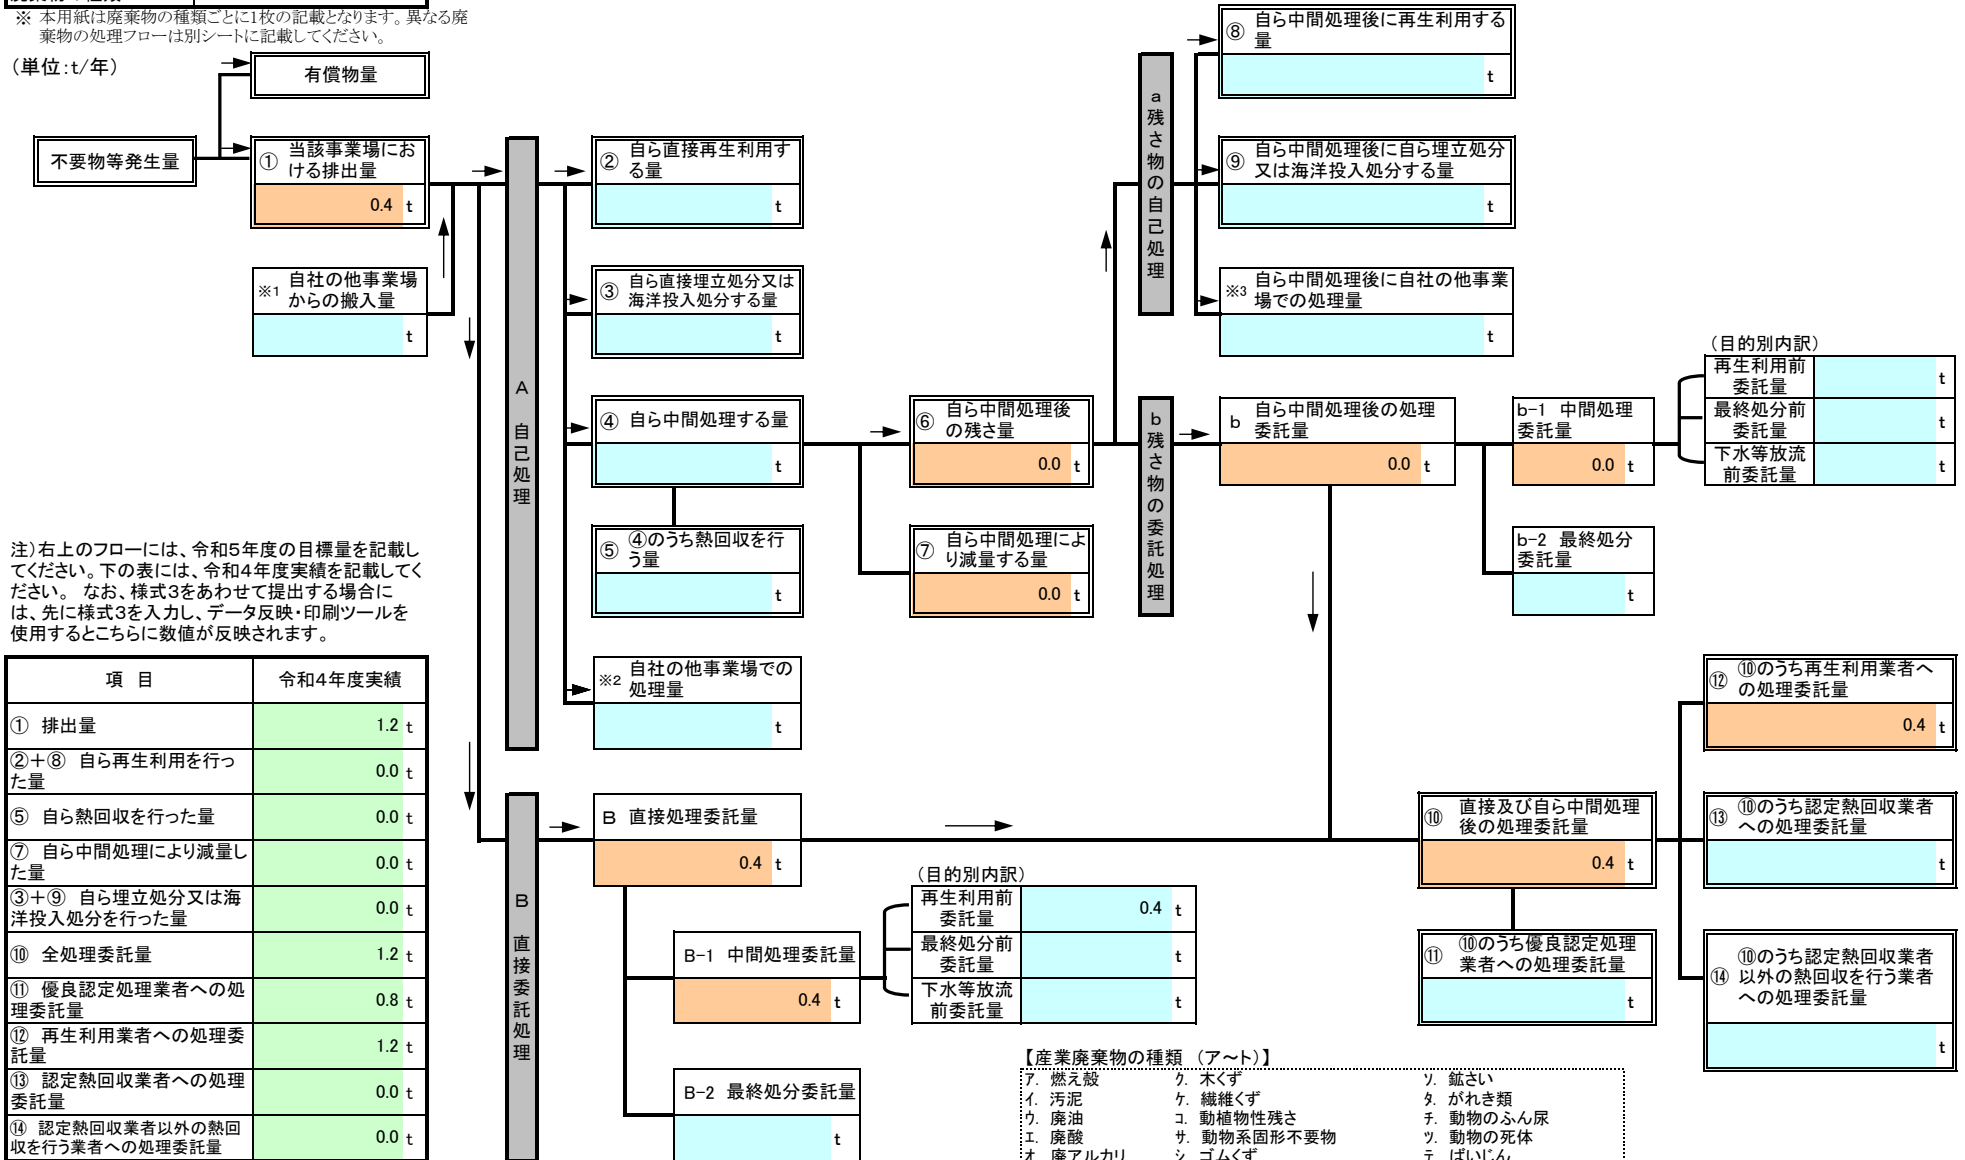 ※ 本用紙は廃棄物の種類ごとに1枚の記載となります。異なる廃
棄物の処理フローは別シートに記載してください。
（単位：t/年）
有償物量
不要物等発生量
① 当該事業場にお
ける排出量
0.4 t
※1 自社の他事業場
からの搬入量
t
A 自己処理
② 自ら直接再生利用す
る量
t
③ 自ら直接埋立処分又は
海洋投入処分する量
t
④ 自ら中間処理する量
t
⑤ ④のうち熱回収を行
う量
t
※2 自社の他事業場での
処理量
t
⑥ 自ら中間処理後
の残さ量
0.0 t
⑦ 自ら中間処理によ
り減量する量
0.0 t
a 残さ物の自己処理
⑧ 自ら中間処理後に再生利用する
量
t
⑨ 自ら中間処理後に自ら埋立処分
又は海洋投入処分する量
t
※3 自ら中間処理後に自社の他事業
場での処理量
t
b 残さ物の委託処理
b 自ら中間処理後の処理
委託量
0.0 t
b-1 中間処理
委託量
0.0 t
b-2 最終処分
委託量
t
（目的別内訳）
再生利用前
委託量
t
最終処分前
委託量
t
下水等放流
前委託量
t
注）右上のフローには、令和5年度の目標量を記載し
てください。下の表には、令和4年度実績を記載してく
ださい。 なお、様式3をあわせて提出する場合に
は、先に様式3を入力し、データ反映・印刷ツールを
使用するとこちらに数値が反映されます。
項 目 令和4年度実績
① 排出量 1.2 t
②＋⑧ 自ら再生利用を行っ
た量 0.0 t
⑤ 自ら熱回収を行った量 0.0 t
⑦ 自ら中間処理により減量し
た量 0.0 t
③＋⑨ 自ら埋立処分又は海
洋投入処分を行った量 0.0 t
⑩ 全処理委託量 1.2 t
⑪ 優良認定処理業者への処
理委託量 0.8 t
⑫ 再生利用業者への処理委
託量 1.2 t
⑬ 認定熱回収業者への処理
委託量 0.0 t
⑭ 認定熱回収業者以外の熱回
収を行う業者への処理委託量 0.0 t
B 直接委託処理
B 直接処理委託量
0.4 t
B-1 中間処理委託量
0.4 t
B-2 最終処分委託量
t
（目的別内訳）
再生利用前
委託量
0.4 t
最終処分前
委託量
t
下水等放流
前委託量
t
⑩ 直接及び自ら中間処理
後の処理委託量
0.4 t
⑪ ⑩のうち優良認定処理
業者への処理委託量
t
⑫ ⑩のうち再生利用業者へ
の処理委託量
0.4 t
⑬ ⑩のうち認定熱回収業者
への処理委託量
t
⑭ ⑩のうち認定熱回収業者
以外の熱回収を行う業者
への処理委託量
t
【産業廃棄物の種類 （ア～ト）】
ア. 燃え殻 ク. 木くず ソ. 鉱さい
イ. 汚泥 ケ. 繊維くず タ. がれき類
ウ. 廃油 コ. 動植物性残さ チ. 動物のふん尿
エ. 廃酸 サ. 動物系固形不要物 ツ. 動物の死体
オ. 廃アルカリ シ. ゴムくず テ. ばいじん